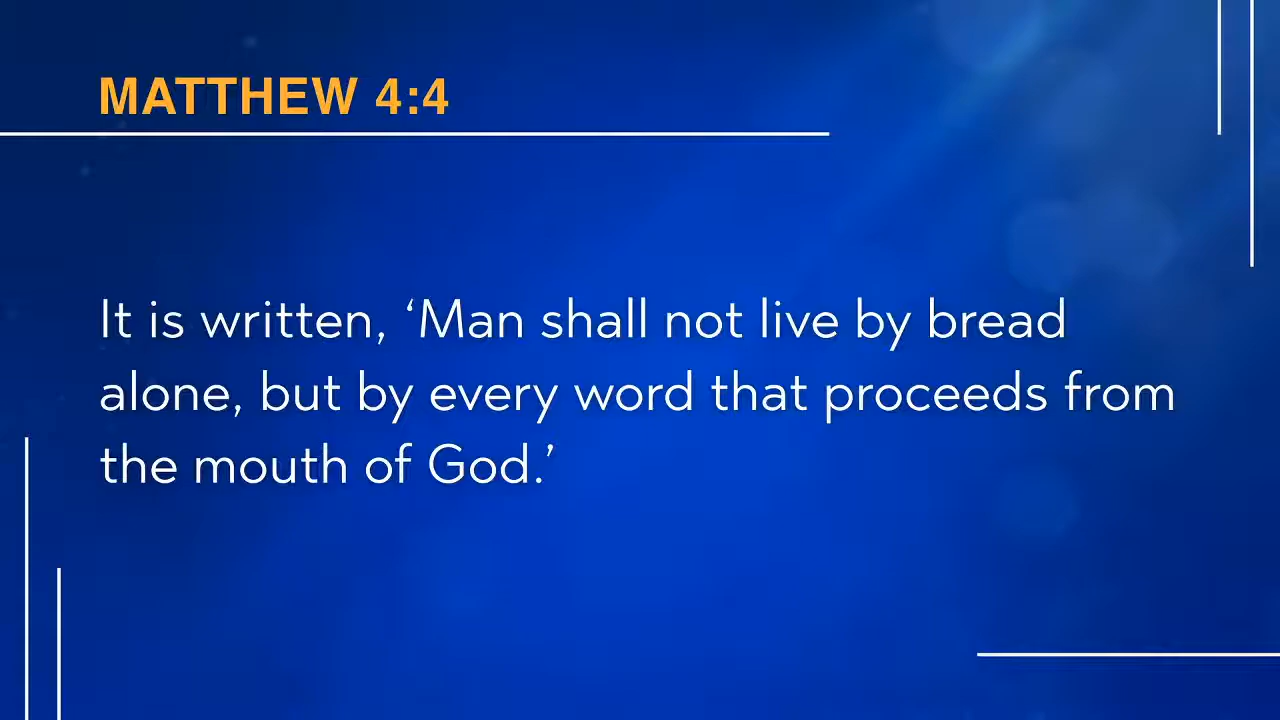 MATTHEW 4:4
It is written, ‘Man shall not live by bread
alone, but by every word that proceeds from
the mouth of God.’